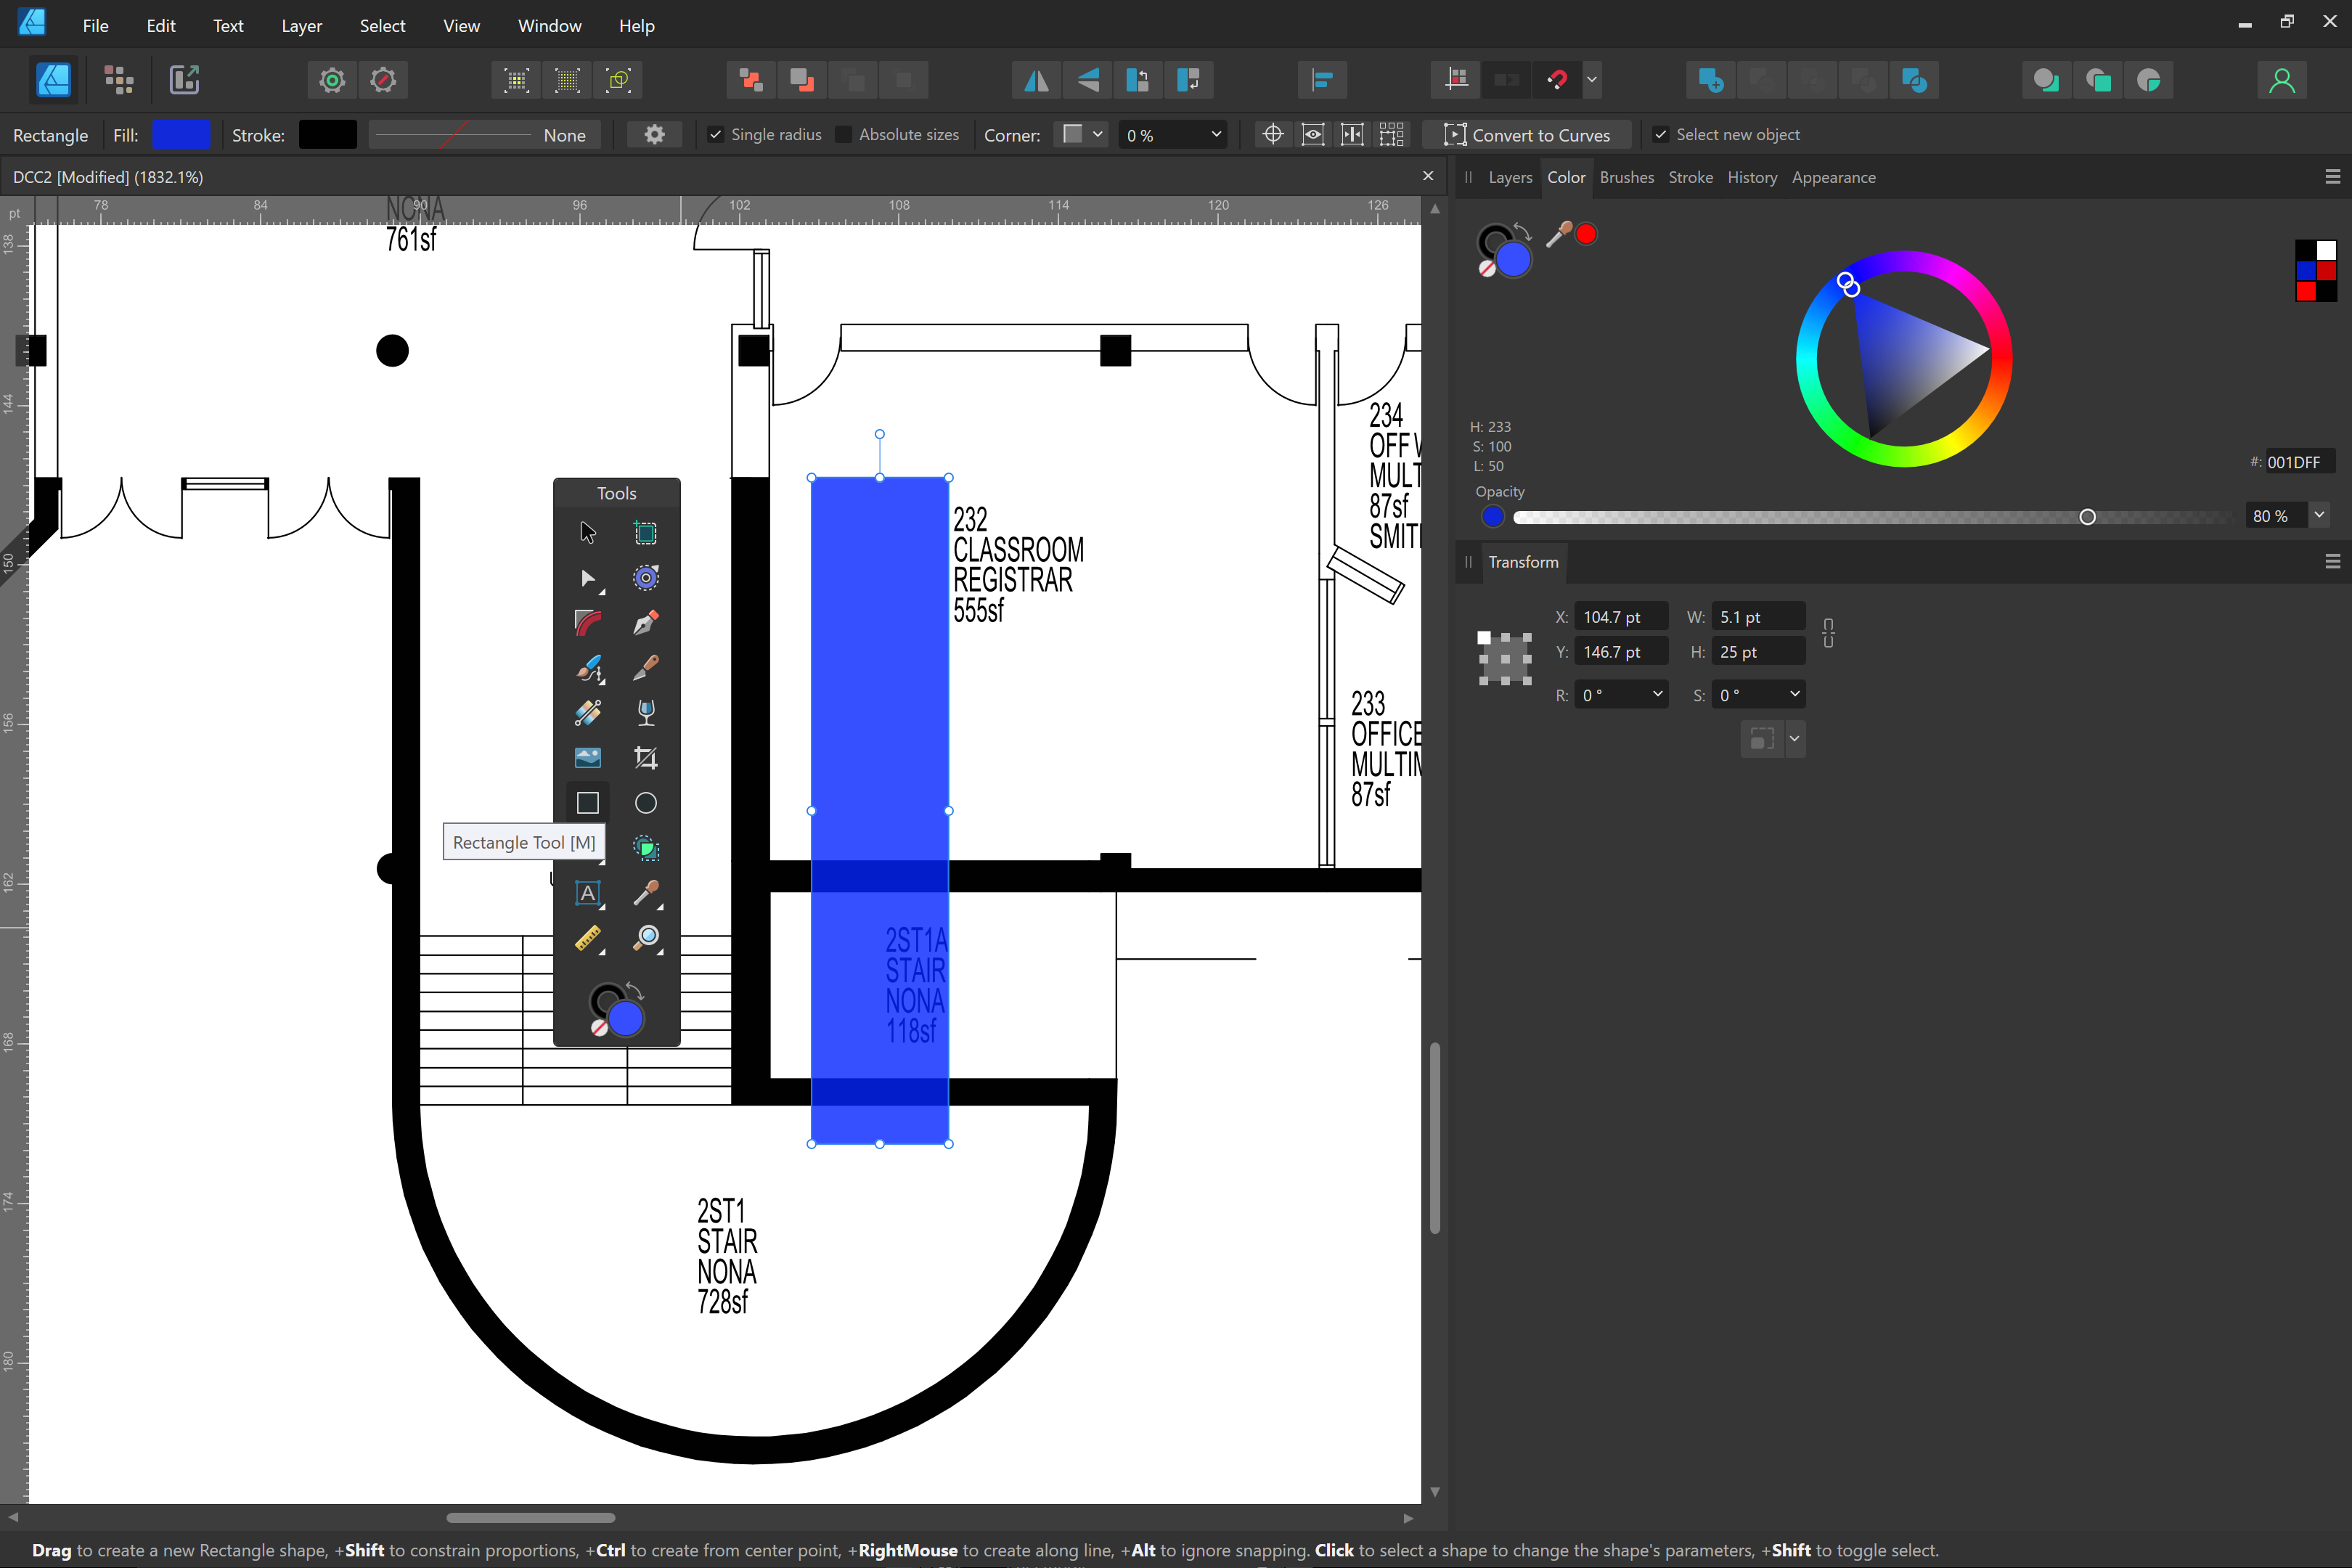 File Edit Text Layer Select View Window Help
Rectangle Fill: Stroke: None Single radius Absolute sizes Corner: 0 % Convert to Curves Select new object
DCC2 [Modified] (1832.1%)
Layers Color Brushes Stroke History Appearance
pt 78 84 90 96 102 108 114 120 126
138
144
150
156
162
168
174
180
NONA
761sf
234
OFF W
MULT
87sf
SMIT
232
CLASSROOM
REGISTRAR
555sf
233
OFFICE
MULTIM
87sf
Tools
Rectangle Tool [M]
A
2ST1A
STAIR
NONA
118sf
2ST1
STAIR
NONA
728sf
H: 233
S: 100
L: 50
#: 001DFF
Opacity
80 %
Transform
X: 104.7 pt W: 5.1 pt
Y: 146.7 pt H: 25 pt
R: 0 ° S: 0 °
Drag to create a new Rectangle shape, +Shift to constrain proportions, +Ctrl to create from center point, +RightMouse to create along line, +Alt to ignore snapping. Click to select a shape to change the shape's parameters, +Shift to toggle select.